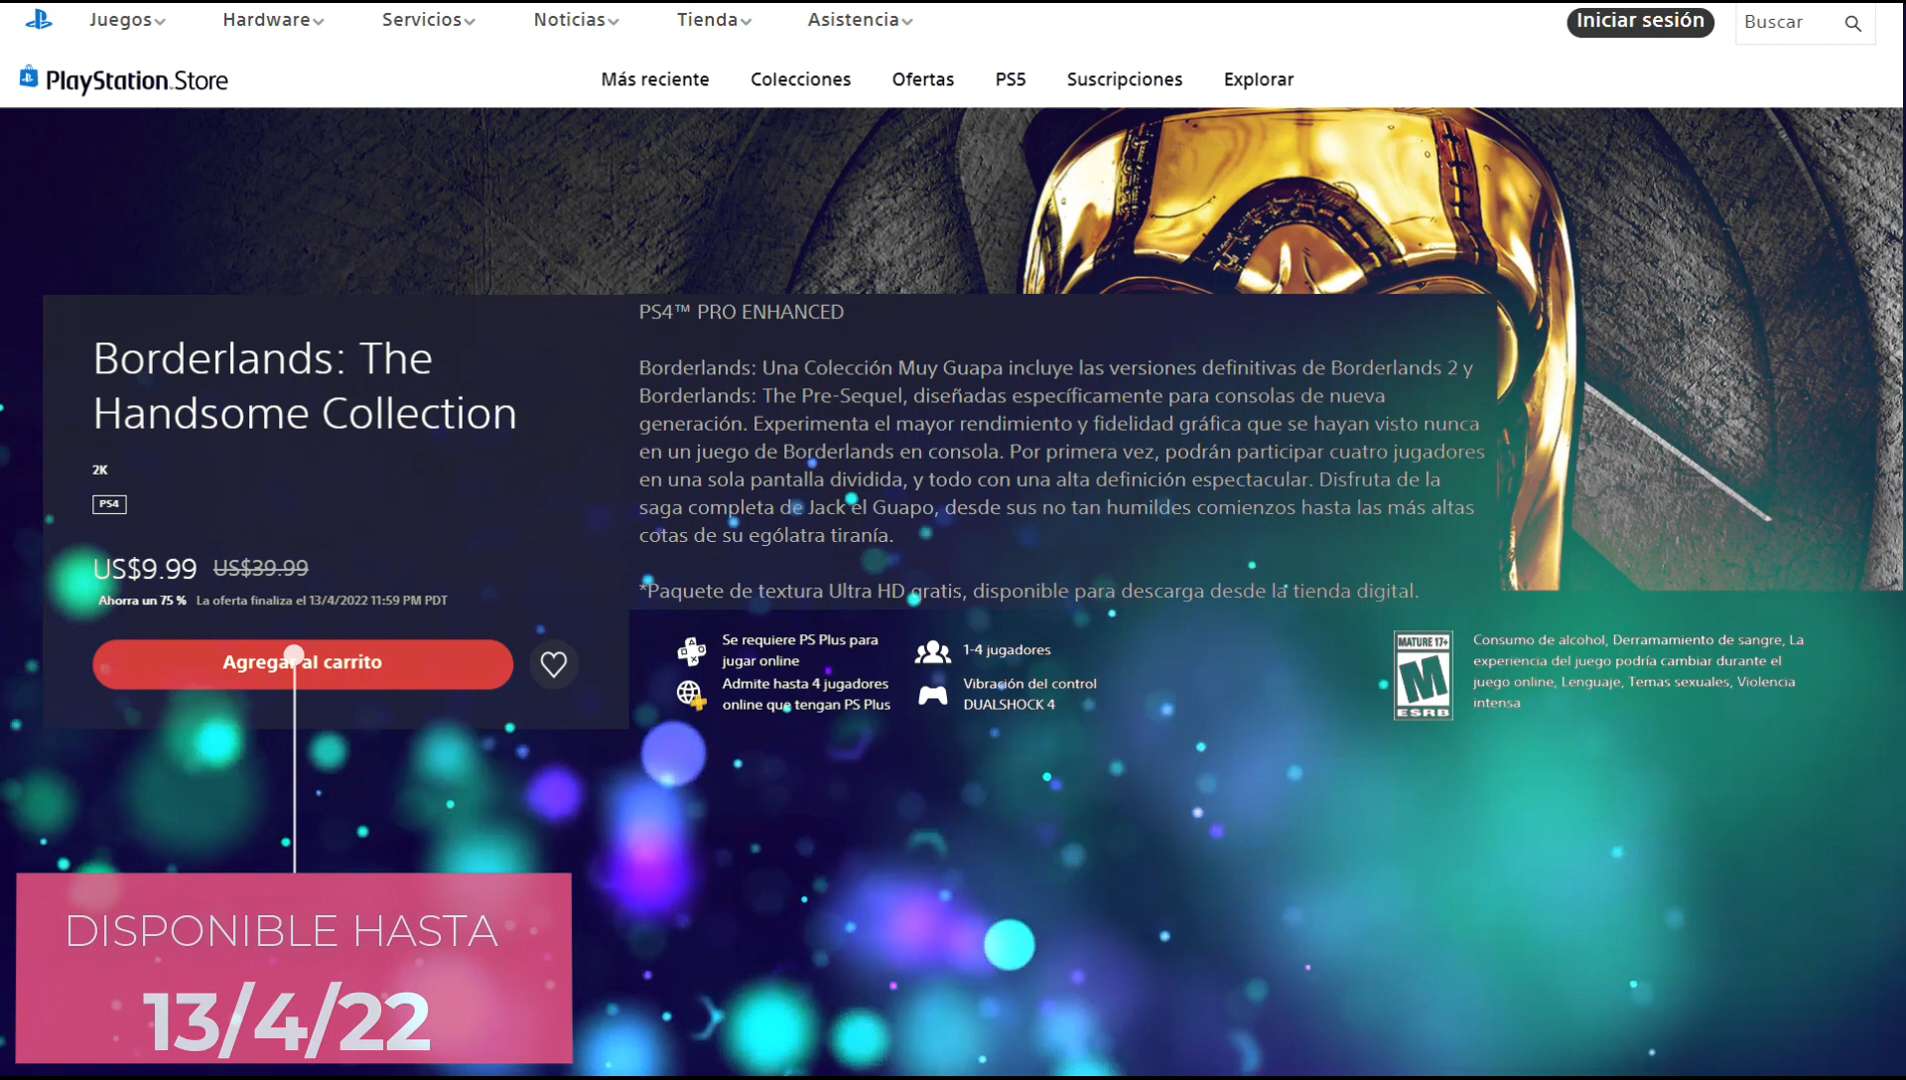 Juegos
Hardware
Servicios
Noticias
Tienda
Asistencia
Iniciar sesión
Buscar
PlayStation Store
Más reciente
Colecciones
Ofertas
PS5
Suscripciones
Explorar
Borderlands: The
Handsome Collection
2K
PS4
US$9.99 US$39.99
Ahorra un 75 % La oferta finaliza el 13/4/2022 11:59 PM PDT
Agregar al carrito
PS4™ PRO ENHANCED
Borderlands: Una Colección Muy Guapa incluye las versiones definitivas de Borderlands 2 y
Borderlands: The Pre-Sequel, diseñadas específicamente para consolas de nueva
generación. Experimenta el mayor rendimiento y fidelidad gráfica que se hayan visto nunca
en un juego de Borderlands en consola. Por primera vez, podrán participar cuatro jugadores
en una sola pantalla dividida, y todo con una alta definición espectacular. Disfruta de la
saga completa de Jack el Guapo, desde sus no tan humildes comienzos hasta las más altas
cotas de su ególatra tiranía.
*Paquete de textura Ultra HD gratis, disponible para descarga desde la tienda digital.
Se requiere PS Plus para
jugar online
Admite hasta 4 jugadores
online que tengan PS Plus
1-4 jugadores
Vibración del control
DUALSHOCK 4
MATURE 17+
M
ESRB
Consumo de alcohol, Derramamiento de sangre, La
experiencia del juego podría cambiar durante el
juego online, Lenguaje, Temas sexuales, Violencia
intensa
DISPONIBLE HASTA
13/4/22